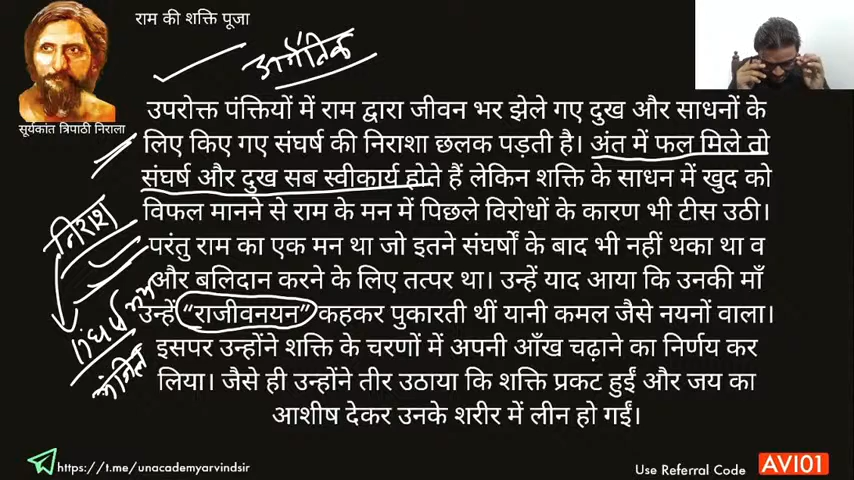 राम की शक्ति पूजा
अनैतिक
सूर्यकांत त्रिपाठी निराला
उपरोक्त पंक्तियों में राम द्वारा जीवन भर झेले गए दुख और साधनों के
लिए किए गए संघर्ष की निराशा छलक पड़ती है। अंत में फल मिले तो
संघर्ष और दुख सब स्वीकार्य होते हैं लेकिन शक्ति के साधन में खुद को
विफल मानने से राम के मन में पिछले विरोधों के कारण भी टीस उठी।
निराश
परंतु राम का एक मन था जो इतने संघर्षों के बाद भी नहीं थका था व
और बलिदान करने के लिए तत्पर था। उन्हें याद आया कि उनकी माँ
उन्हें “राजीवनयन” कहकर पुकारती थीं यानी कमल जैसे नयनों वाला।
संघर्ष
इसपर उन्होंने शक्ति के चरणों में अपनी आँख चढ़ाने का निर्णय कर
लिया। जैसे ही उन्होंने तीर उठाया कि शक्ति प्रकट हुईं और जय का
आशीष देकर उनके शरीर में लीन हो गईं।
https://t.me/unacademyarvindsir
Use Referral Code AVI01